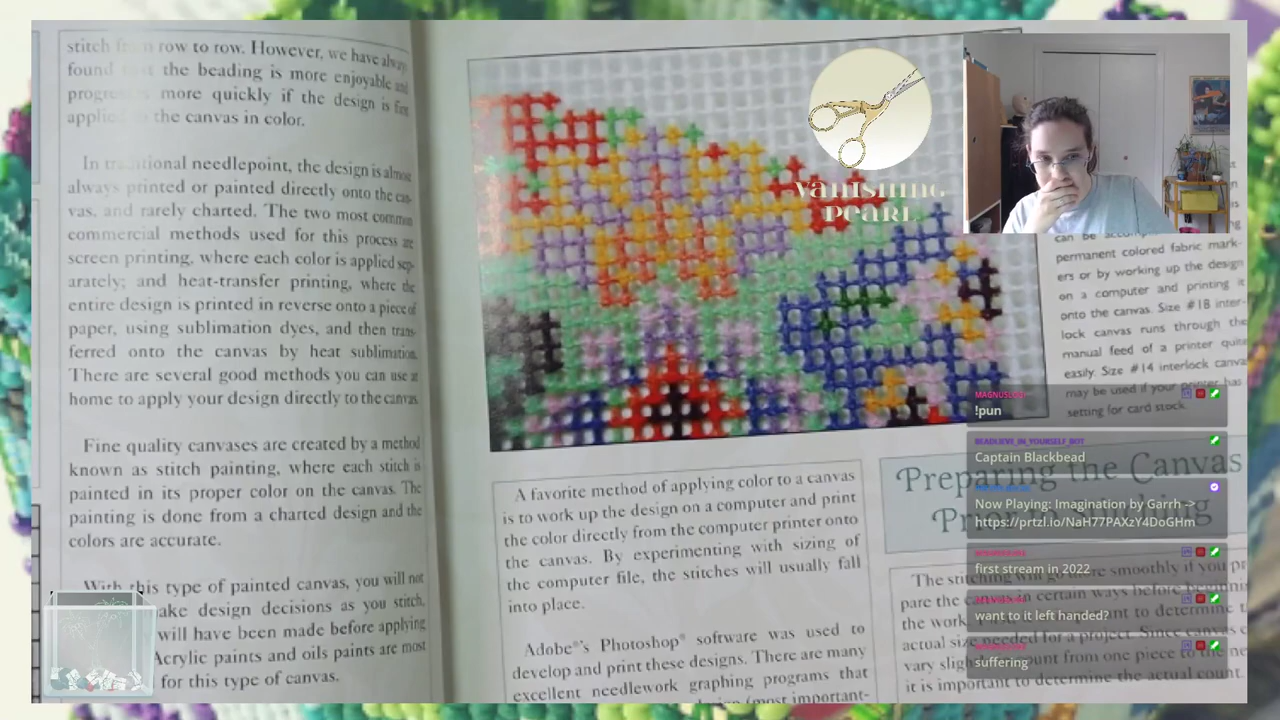 stitch row to row. However, we have alway
found the beading is more enjoyable and
more quickly if the design is first
the canvas in color.
In needlepoint, the design is almost
always printed or painted directly onto the can-
vas, and rarely charted. The two most common
commercial methods used for this process are
screen printing, where each color is applied sep-
arately; and heat-transfer printing, where the
entire design is printed in reverse onto a piece of
paper, using sublimation dyes, and then trans-
ferred onto the canvas by heat sublimation.
There are several good methods you can use at
home to apply your design directly to the canvas
Fine quality canvases are created by a method
known as stitch painting, where each stitch is
painted in its proper color on the canvas. The
painting is done from a charted design and the
colors are accurate.
With this type of painted canvas, you will not
design decisions as you stitch,
will have been made before applying
Acrylic paints and oils paints are most
for this type of canvas.
VANISHING
PEARL
A favorite method of applying color to a canvas
is to work up the design on a computer and print
the color directly from the computer printer onto
the canvas. By experimenting with sizing of
the computer file, the stitches will usually fall
into place.
Adobe®'s Photoshop® software was used to
develop and print these designs. There are many
excellent needlework graphing programs that
(most important-
can be
permanent colored fabric mark-
ers or by working up the design
on a computer and printing it
onto the canvas. Size #18 inter-
lock canvas runs through the
manual feed of a printer quite
easily. Size #14 interlock canvas
may be used if your printer has
setting for card stock.
Preparing the Canvas
The stitching will go more smoothly if you
pare the canvas in certain ways before
the work. to determine
actual size needed for a project. Since canvas
vary from one piece to the
it is important to determine the actual count.
!pun
BEADLIEVE_IN_YOURSELF_BOT
Captain Blackbead
Now Playing: Imagination by Garrh ->
https://prtzl.io/NaH77PAXzY4DoGHm
first stream in 2022
want to it left handed?
suffering